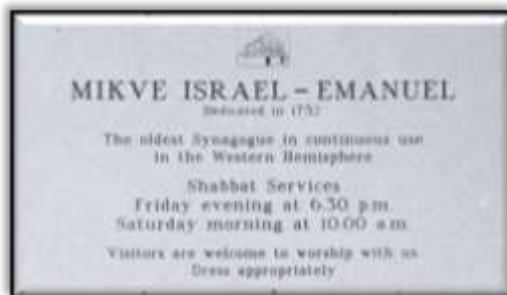 MIKVE ISRAEL - EMANUEL
Dedicated in 1732
The oldest Synagogue in continuous use
in the Western Hemisphere
Shabbat Services
Friday evening at 6:30 p.m.
Saturday morning at 10:00 a.m.
Visitors are welcome to worship with us
Dress appropriately